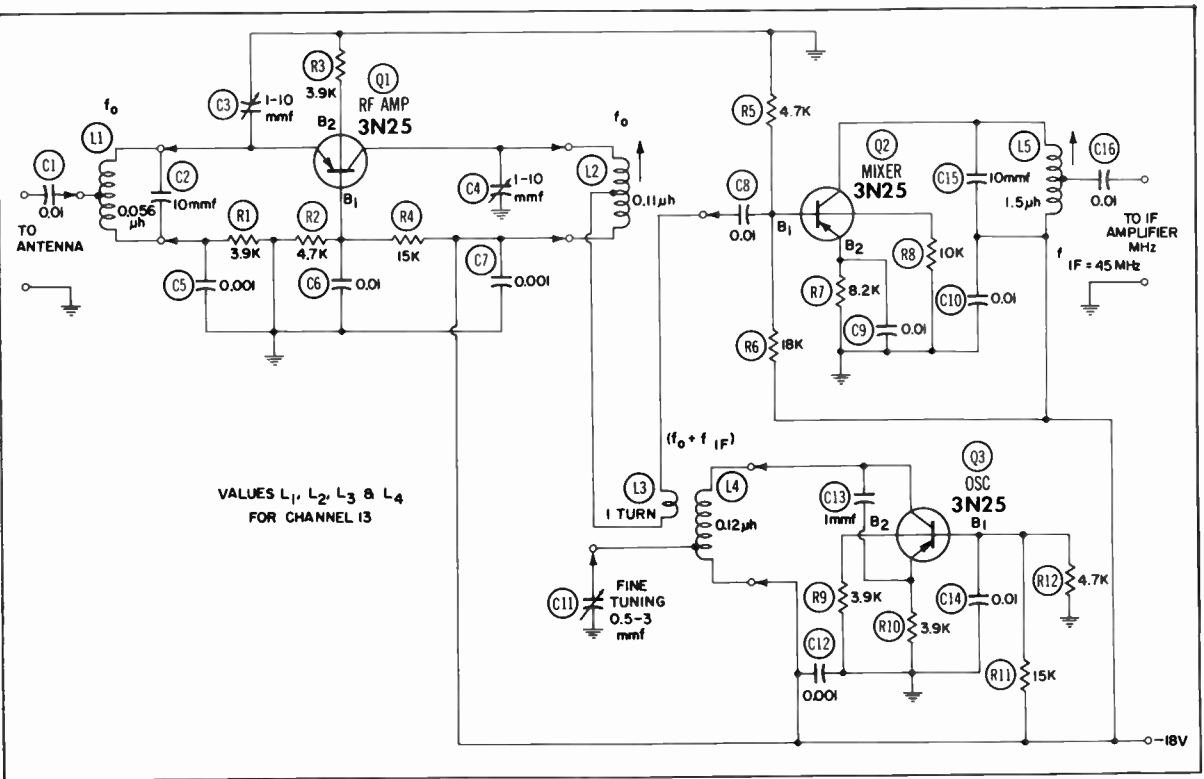 R3
3.9K
Q1
RF AMP
3N25
B2
C3
1-10
mmf
fo
L1
C1
0.01
TO
ANTENNA
C2
10mmf
0.056
μh
R1
3.9K
R2
4.7K
B1
R4
15K
C4
1-10
mmf
fo
L2
0.11μh
C5
0.001
C6
0.01
C7
0.001
R5
4.7K
C8
0.01
B1
Q2
MIXER
3N25
B2
R7
8.2K
C9
0.01
R8
10K
R6
18K
C15
10mmf
L5
1.5μh
C16
0.01
TO IF
AMPLIFIER
MHz
f IF = 45 MHz
C10
0.01
VALUES L1, L2, L3 & L4
FOR CHANNEL 13
(fo + f IF)
L3
1 TURN
L4
0.12μh
C11
FINE
TUNING
0.5-3
mmf
C13
1mmf
Q3
OSC
3N25
B2
B1
R9
3.9K
R10
3.9K
C14
0.01
R12
4.7K
C12
0.001
R11
15K
-18V